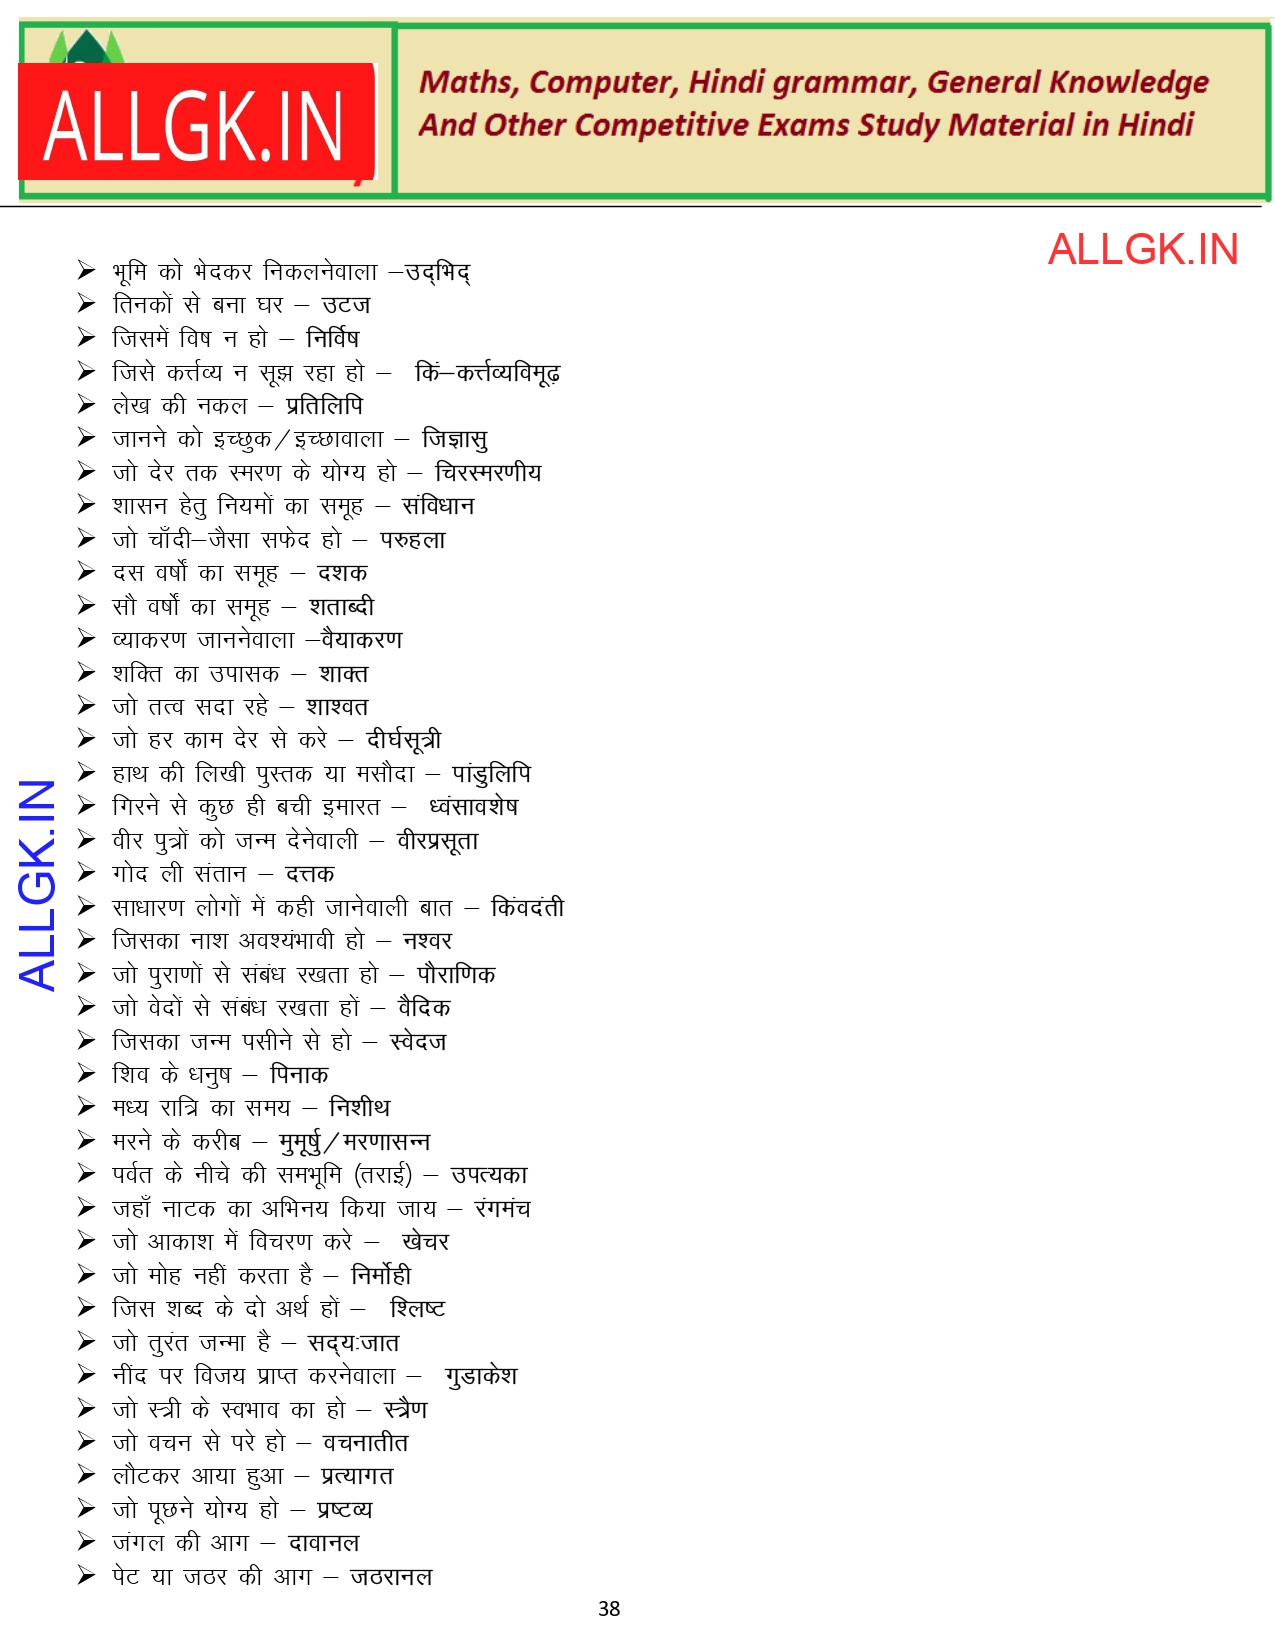 ALLGK.IN
Maths, Computer, Hindi grammar, General Knowledge
And Other Competitive Exams Study Material in Hindi
ALLGK.IN
भूमि को भेदकर निकलनेवाला –उद्‌भिद्
तिनकों से बना घर – उटज
जिसमें विष न हो – निर्विष
जिसे कर्त्तव्य न सूझ रहा हो – किं–कर्त्तव्यविमूढ़
लेख की नकल – प्रतिलिपि
जानने को इच्छुक/इच्छावाला – जिज्ञासु
जो देर तक स्मरण के योग्य हो – चिरस्मरणीय
शासन हेतु नियमों का समूह – संविधान
जो चाँदी–जैसा सफेद हो – परुहला
दस वर्षों का समूह – दशक
सौ वर्षों का समूह – शताब्दी
व्याकरण जाननेवाला –वैयाकरण
शक्ति का उपासक – शाक्त
जो तत्व सदा रहे – शाश्वत
जो हर काम देर से करे – दीर्घसूत्री
हाथ की लिखी पुस्तक या मसौदा – पांडुलिपि
गिरने से कुछ ही बची इमारत – ध्वंसावशेष
वीर पुत्रों को जन्म देनेवाली – वीरप्रसूता
गोद ली संतान – दत्तक
साधारण लोगों में कही जानेवाली बात – किंवदंती
जिसका नाश अवश्यंभावी हो – नश्वर
जो पुराणों से संबंध रखता हो – पौराणिक
जो वेदों से संबंध रखता हों – वैदिक
जिसका जन्म पसीने से हो – स्वेदज
शिव के धनुष – पिनाक
मध्य रात्रि का समय – निशीथ
मरने के करीब – मुमूर्षु/मरणासन्न
पर्वत के नीचे की समभूमि (तराई) – उपत्यका
जहाँ नाटक का अभिनय किया जाय – रंगमंच
जो आकाश में विचरण करे – खेचर
जो मोह नहीं करता है – निर्मोही
जिस शब्द के दो अर्थ हों – श्लिष्ट
जो तुरंत जन्मा है – सद्‌यःजात
नींद पर विजय प्राप्त करनेवाला – गुडाकेश
जो स्त्री के स्वभाव का हो – स्त्रैण
जो वचन से परे हो – वचनातीत
लौटकर आया हुआ – प्रत्यागत
जो पूछने योग्य हो – प्रष्टव्य
जंगल की आग – दावानल
पेट या जठर की आग – जठरानल
ALLGK.IN
38